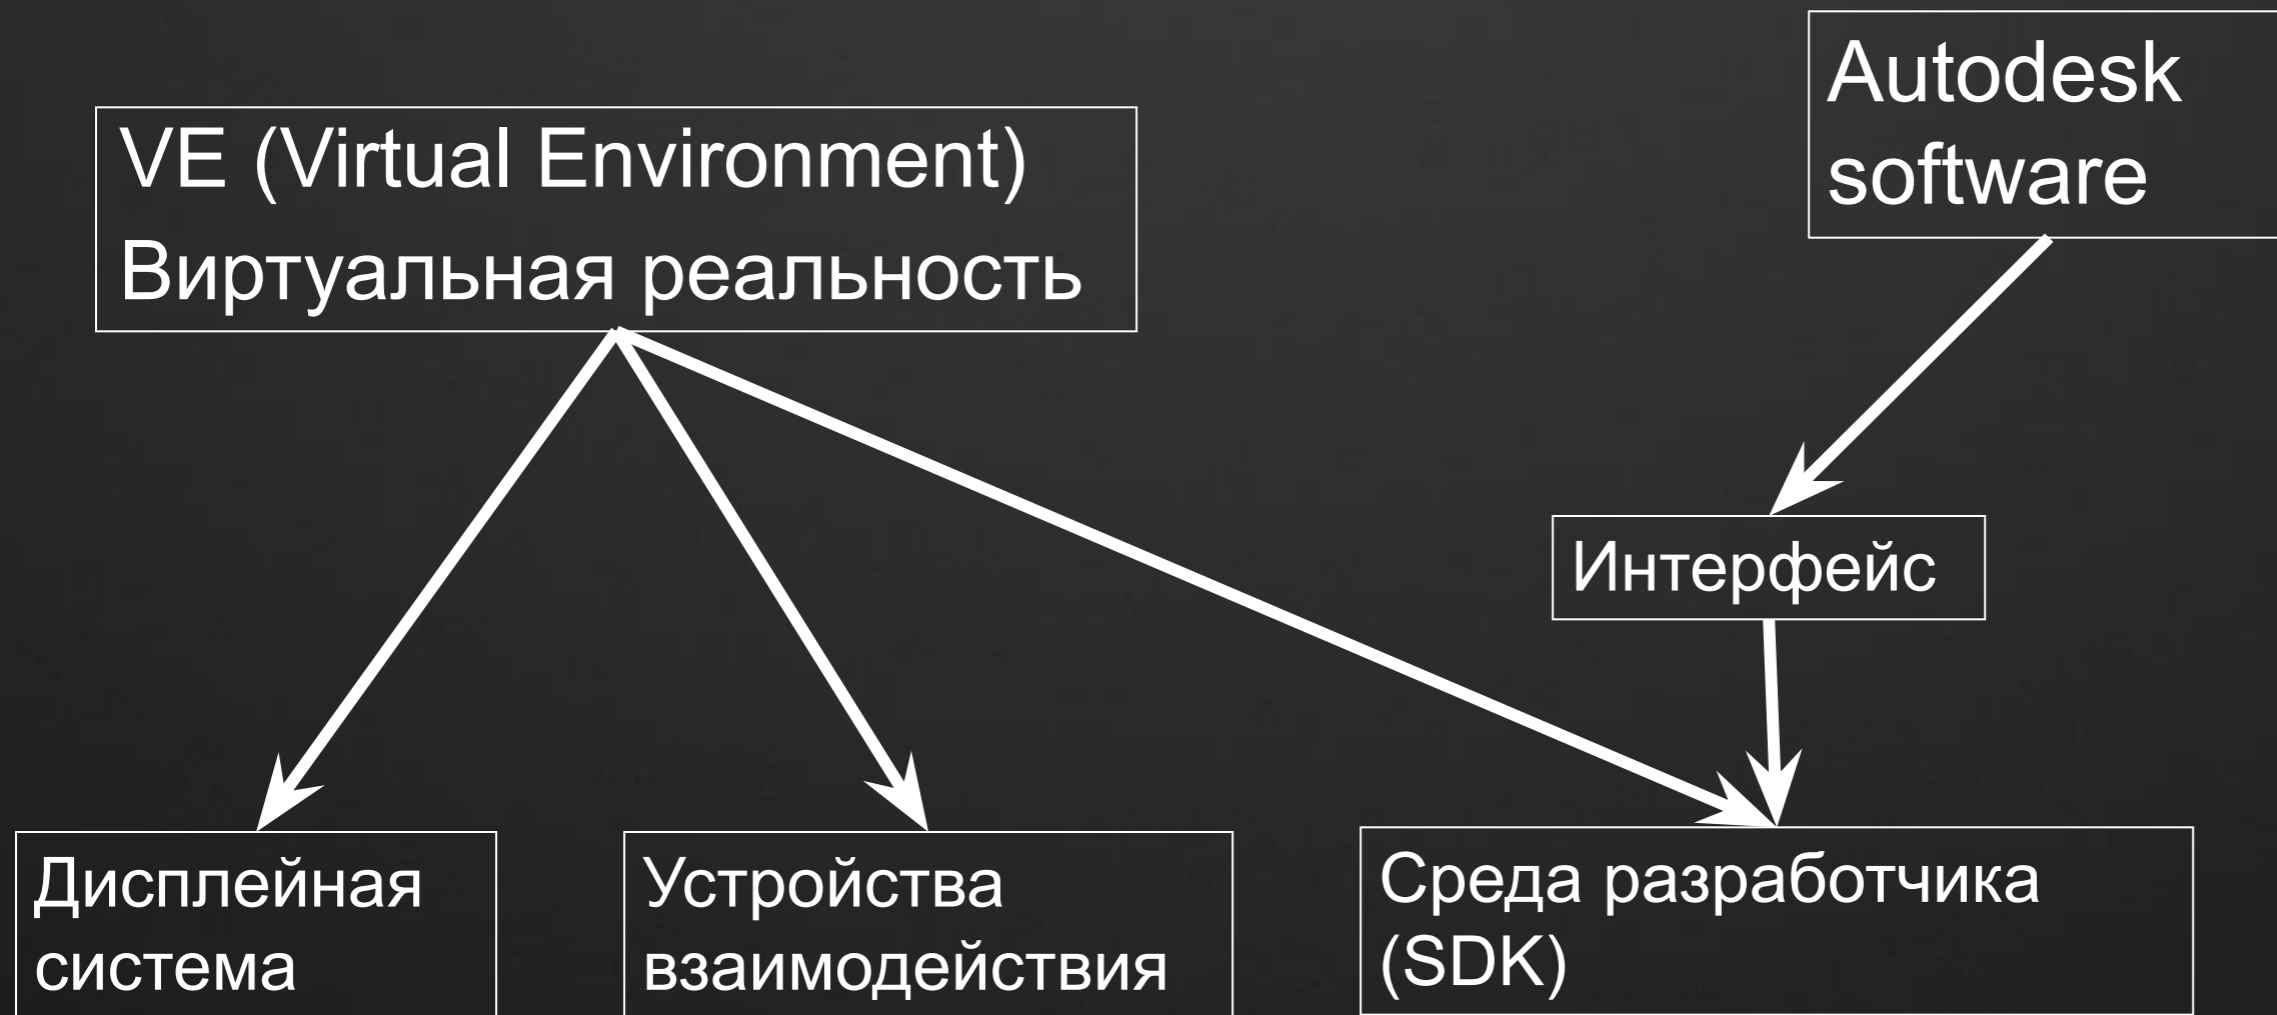 Autodesk
software
VE (Virtual Environment)
Виртуальная реальность
Интерфейс
Дисплейная
система
Устройства
взаимодействия
Среда разработчика
(SDK)